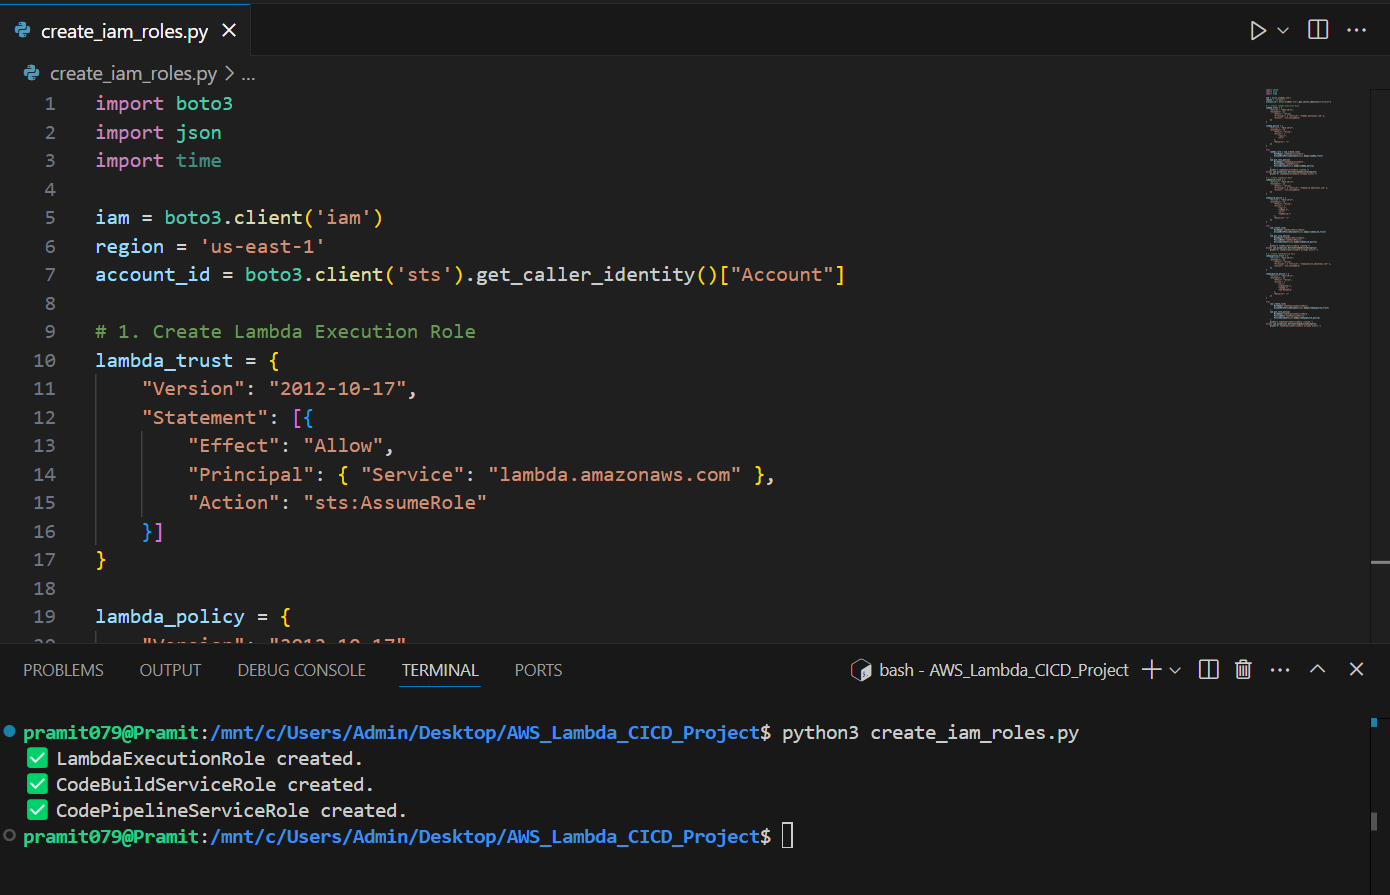 create_iam_roles.py
create_iam_roles.py > ...
1 import boto3
2 import json
3 import time
4
5 iam = boto3.client('iam')
6 region = 'us-east-1'
7 account_id = boto3.client('sts').get_caller_identity()["Account"]
8
9 # 1. Create Lambda Execution Role
10 lambda_trust = {
11     "Version": "2012-10-17",
12     "Statement": [{
13         "Effect": "Allow",
14         "Principal": { "Service": "lambda.amazonaws.com" },
15         "Action": "sts:AssumeRole"
16     }]
17 }
18
19 lambda_policy = {
20     "Version": "2012-10-17"
PROBLEMS OUTPUT DEBUG CONSOLE TERMINAL PORTS bash - AWS_Lambda_CICD_Project
pramit079@Pramit:/mnt/c/Users/Admin/Desktop/AWS_Lambda_CICD_Project$ python3 create_iam_roles.py
✅ LambdaExecutionRole created.
✅ CodeBuildServiceRole created.
✅ CodePipelineServiceRole created.
pramit079@Pramit:/mnt/c/Users/Admin/Desktop/AWS_Lambda_CICD_Project$